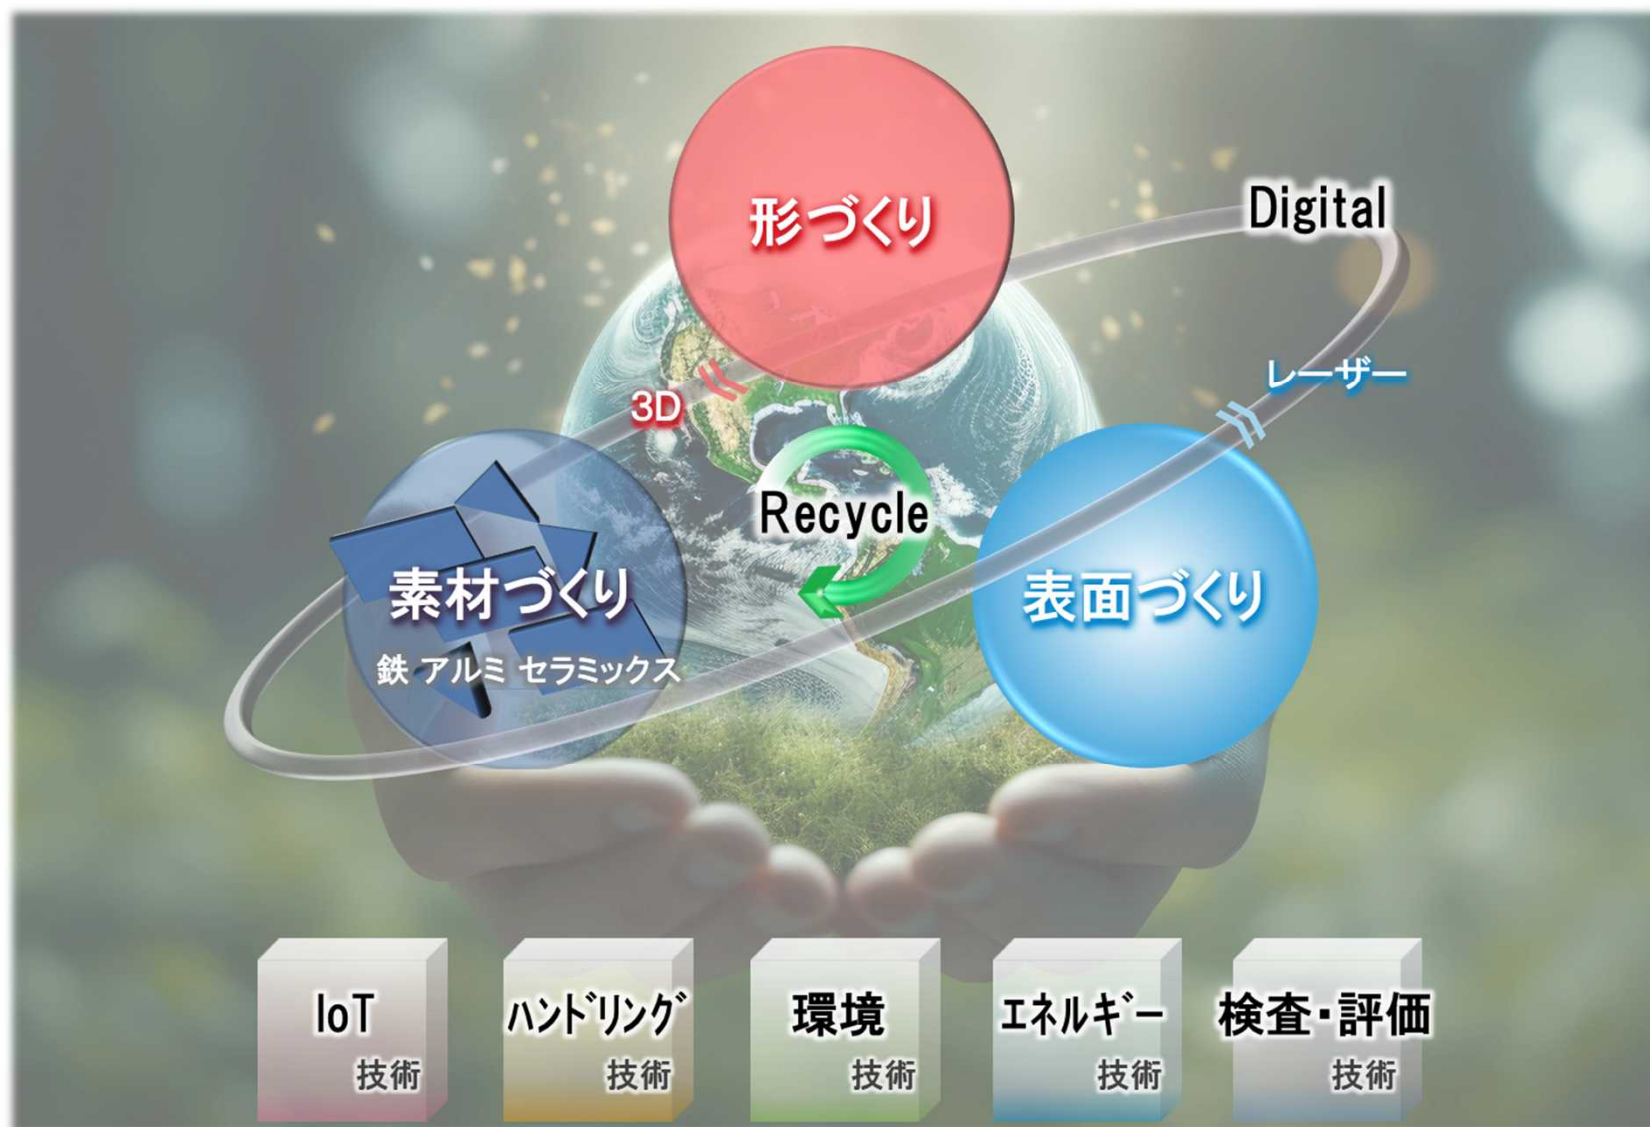 形づくり
Digital
レーザー
3D
Recycle
素材づくり
鉄 アルミ セラミックス
表面づくり
IoT
技術
ハンドリング
技術
環境
技術
エネルギー
技術
検査・評価
技術